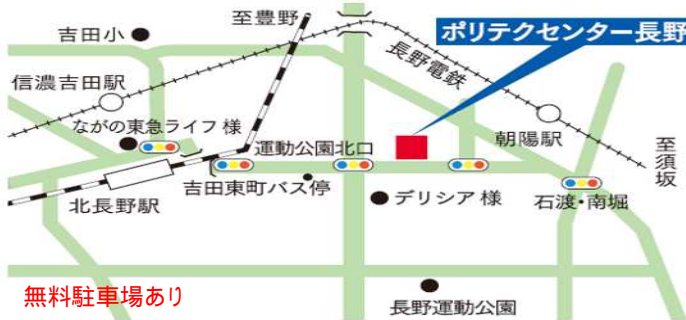 至豊野
吉田小
ポリテクセンター長野
長野電鉄
信濃吉田駅
ながの東急ライフ様
運動公園北口
朝陽駅
至須坂
吉田東町バス停
北長野駅
デリシア様
石渡・南堀
無料駐車場あり
長野運動公園